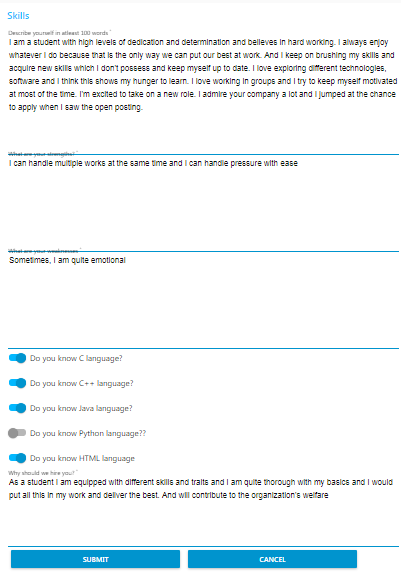 Skills
Describe yourself in atleast 100 words *
I am a student with high levels of dedication and determination and believes in hard working. I always enjoy
whatever I do because that is the only way we can put our best at work. And I keep on brushing my skills and
acquire new skills which I don't possess and keep myself up to date. I love exploring different technologies,
software and I think this shows my hunger to learn. I love working in groups and I try to keep myself motivated
at most of the time. I'm excited to take on a new role. I admire your company a lot and I jumped at the chance
to apply when I saw the open posting.
What are your strengths? *
I can handle multiple works at the same time and I can handle pressure with ease
What are your weaknesses *
Sometimes, I am quite emotional
Do you know C language?
Do you know C++ language?
Do you know Java language?
Do you know Python language??
Do you know HTML language
Why should we hire you? *
As a student I am equipped with different skills and traits and I am quite thorough with my basics and I would
put all this in my work and deliver the best. And will contribute to the organization's welfare
SUBMIT
CANCEL